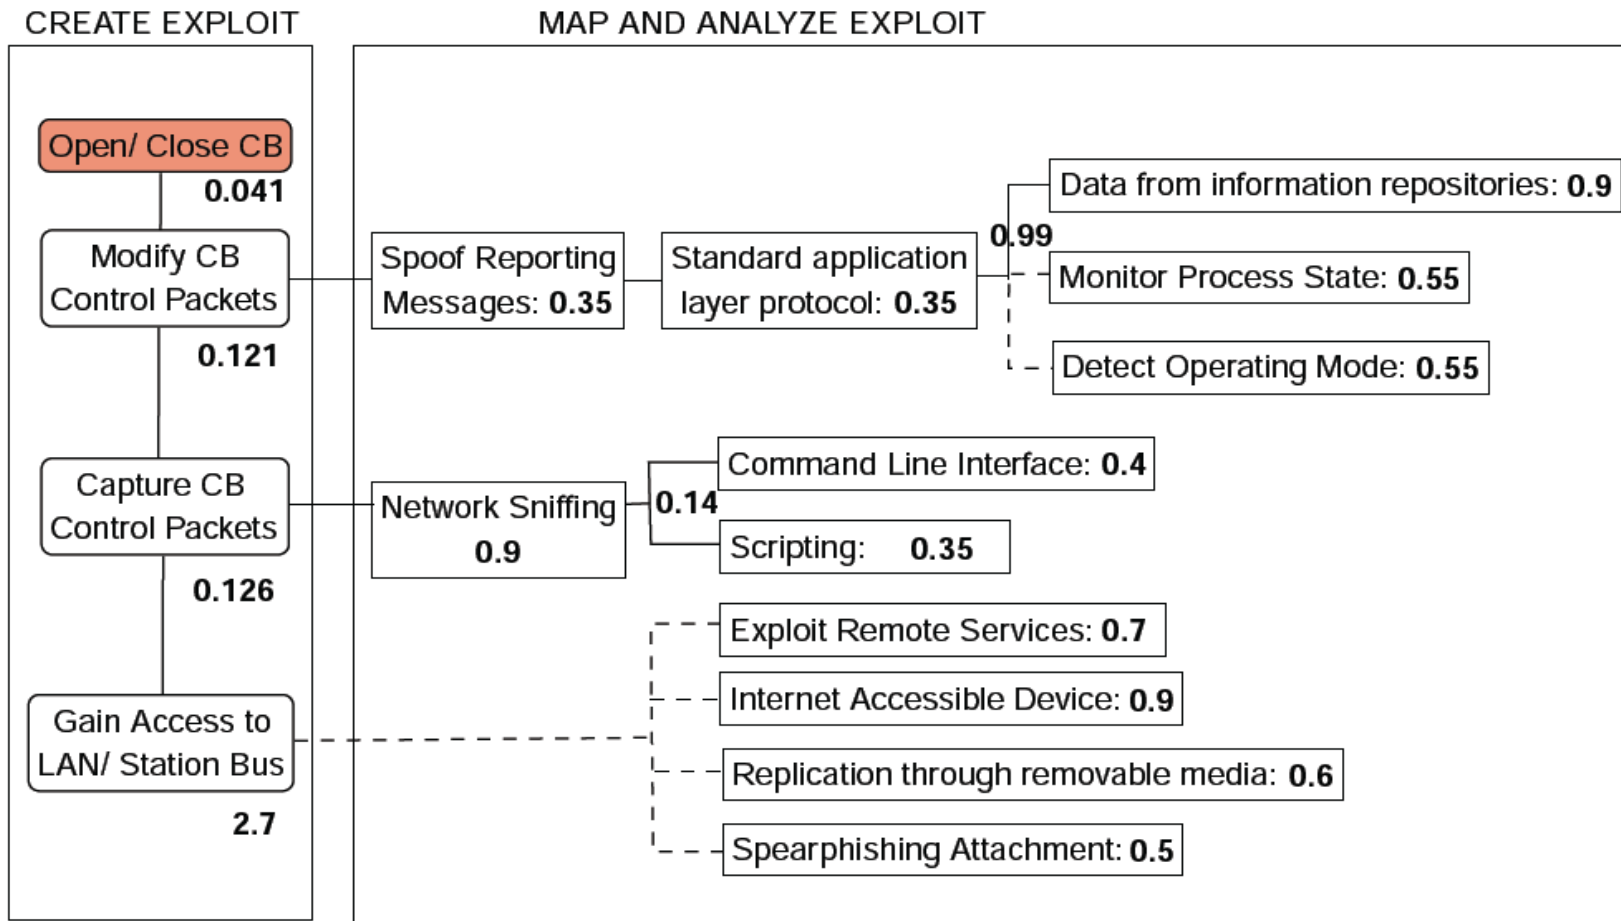 CREATE EXPLOIT
MAP AND ANALYZE EXPLOIT
Open/ Close CB
0.041
Modify CB
Control Packets
0.121
Spoof Reporting
Messages: 0.35
Standard application
layer protocol: 0.35
0.99
Data from information repositories: 0.9
Monitor Process State: 0.55
Detect Operating Mode: 0.55
Capture CB
Control Packets
0.126
Network Sniffing
0.9
0.14
Command Line Interface: 0.4
Scripting: 0.35
Gain Access to
LAN/ Station Bus
2.7
Exploit Remote Services: 0.7
Internet Accessible Device: 0.9
Replication through removable media: 0.6
Spearphishing Attachment: 0.5